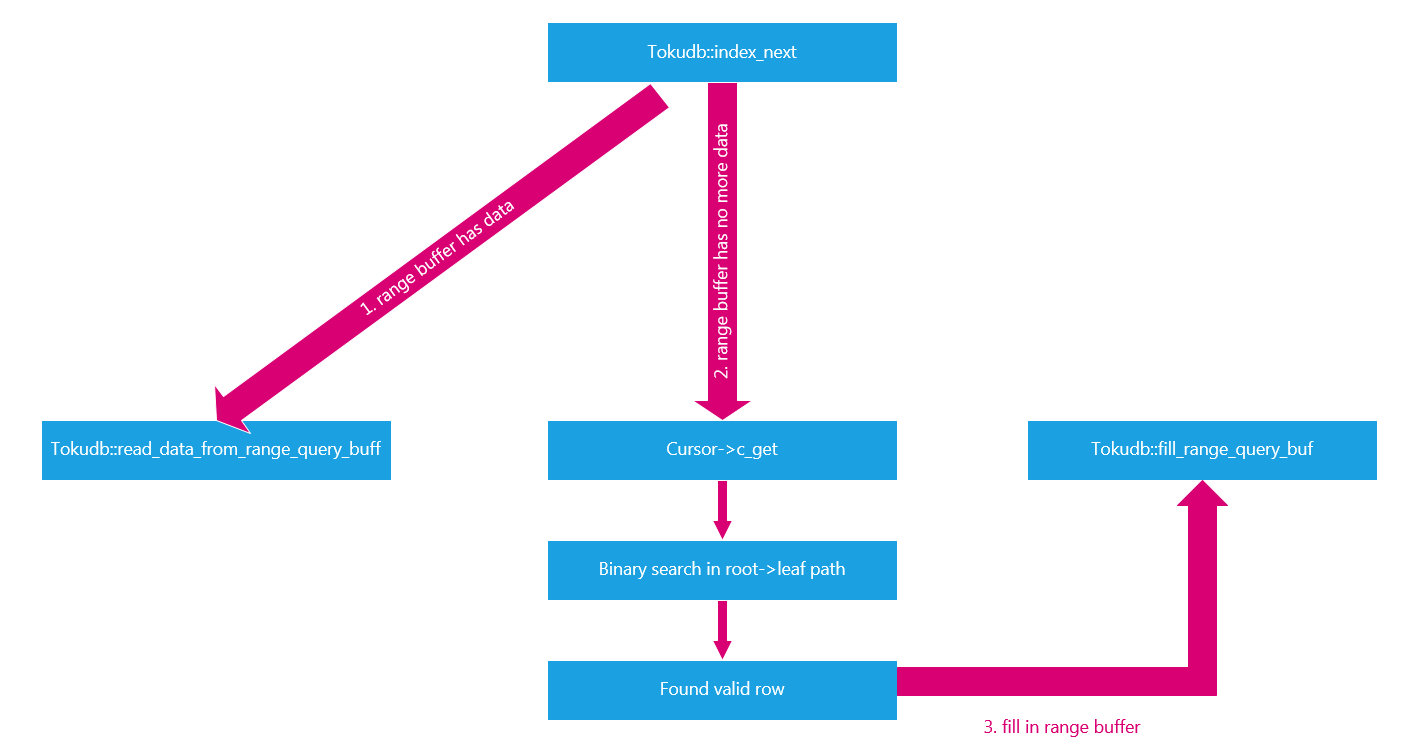 Tokudb::index_next
1. range buffer has data
2. range buffer has no more data
Tokudb::read_data_from_range_query_buff
Cursor->c_get
Tokudb::fill_range_query_buf
Binary search in root->leaf path
Found valid row
3. fill in range buffer